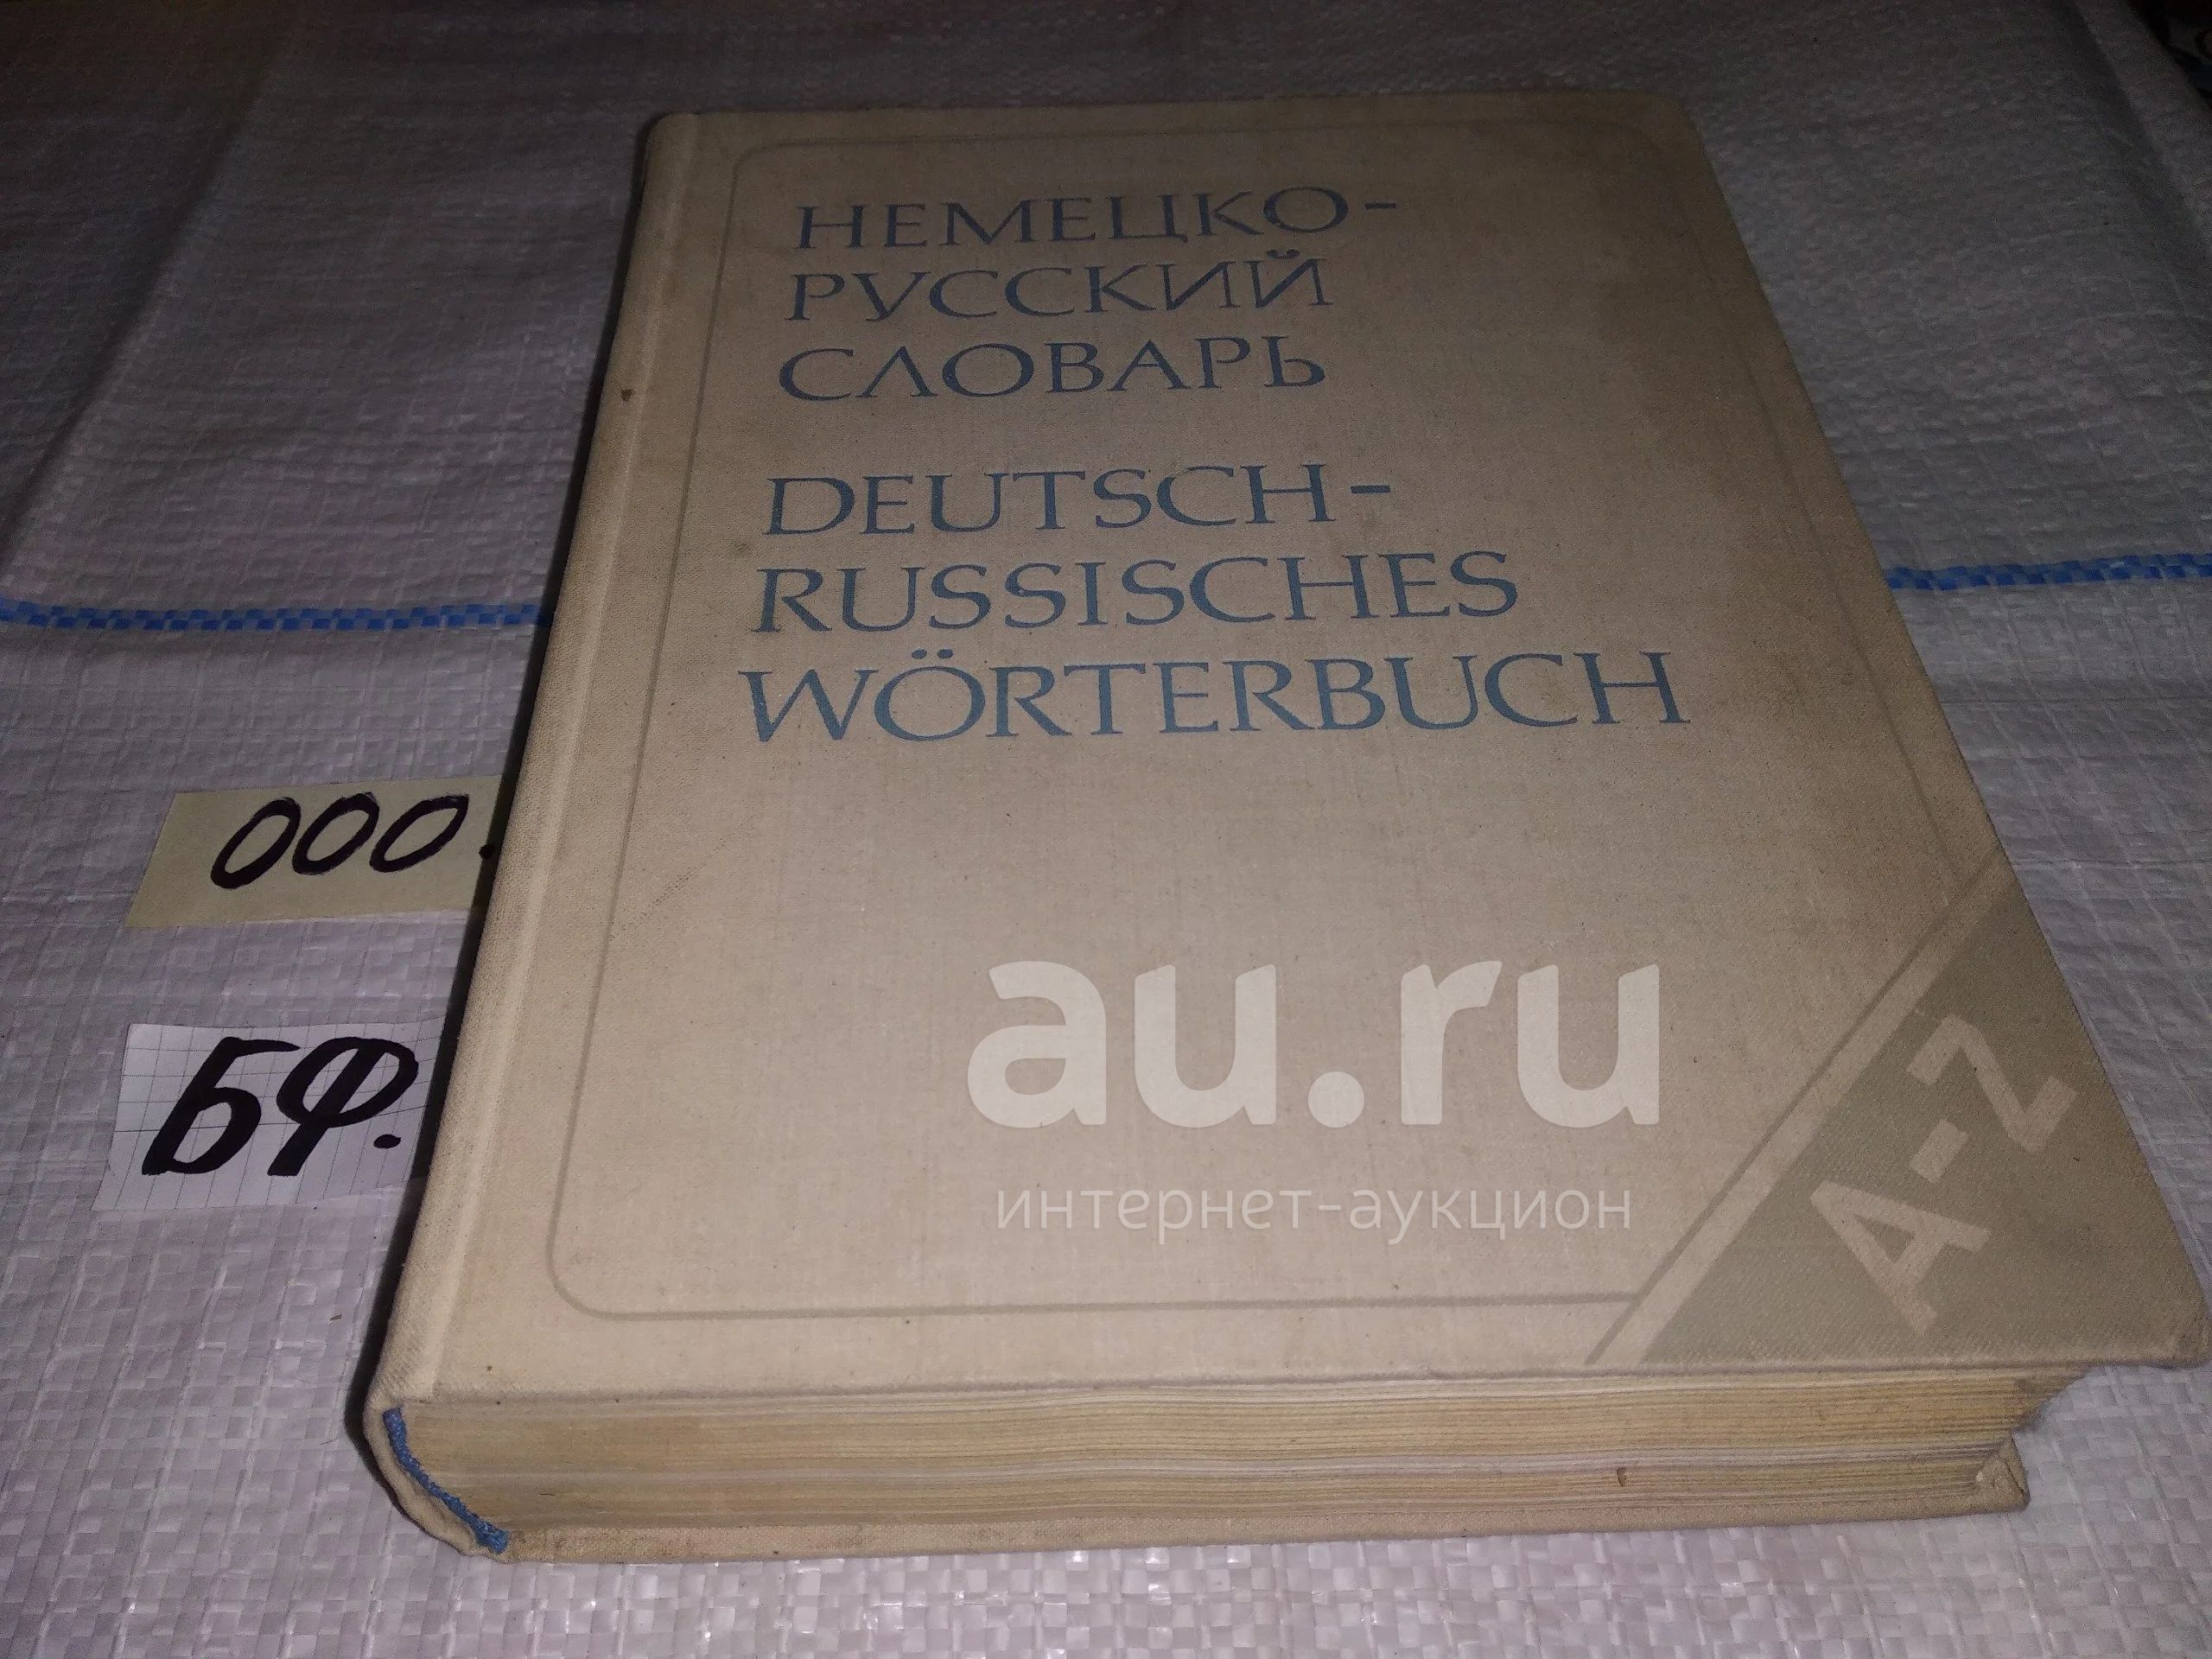 НЕМЕЦКО-
РУССКИЙ
СЛОВАРЬ
DEUTSCH-
RUSSISCHES
WÖRTERBUCH
000.
БФ.
au.ru
интернет-аукцион
A-Z